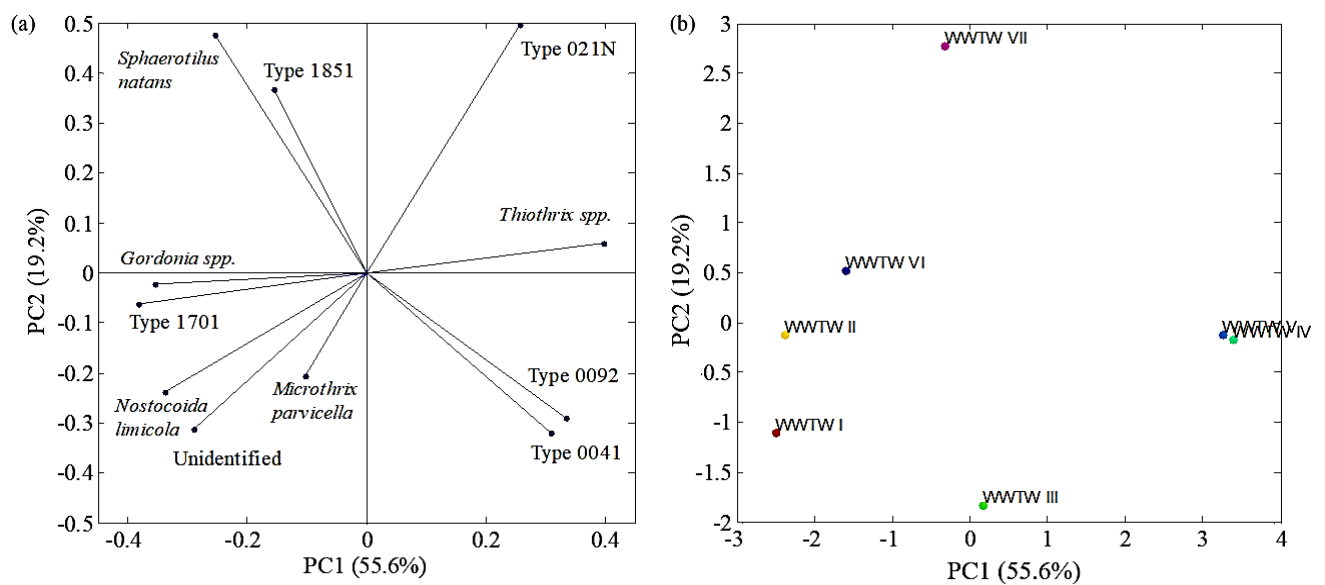 (a)
0.5
0.4
0.3
0.2
0.1
0
-0.1
-0.2
-0.3
-0.4
-0.5
PC2 (19.2%)
Sphaerotilus
natans
Type 1851
Type 021N
Thiothrix spp.
Gordonia spp.
Type 1701
Nostocoida
limicola
Unidentified
Microthrix
parvicella
Type 0092
Type 0041
-0.4
-0.2
0
0.2
0.4
PC1 (55.6%)
(b)
3
2.5
2
1.5
1
0.5
0
-0.5
-1
-1.5
-2
PC2 (19.2%)
WWTW VII
WWTW VI
WWTW II
WWTW V
WWTW IV
WWTW I
WWTW III
-3
-2
-1
0
1
2
3
4
PC1 (55.6%)